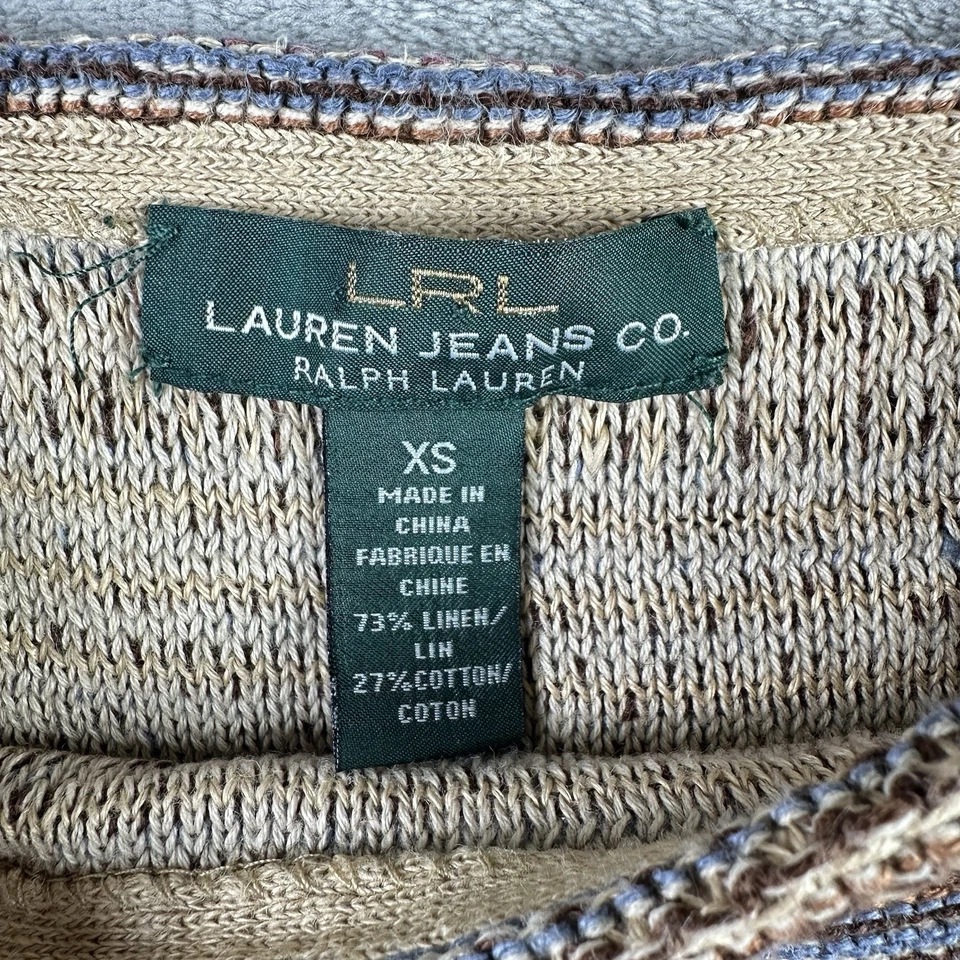 LRL
LAUREN JEANS CO.
RALPH LAUREN
XS
MADE IN
CHINA
FABRIQUE EN
CHINE
73% LINEN/
LIN
27%COTTON/
COTON